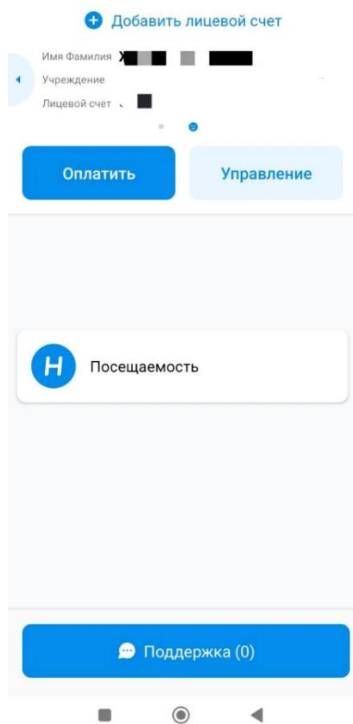 Добавить лицевой счет
Имя Фамилия
Учреждение
Лицевой счет
Оплатить
Управление
Н Посещаемость
Поддержка (0)